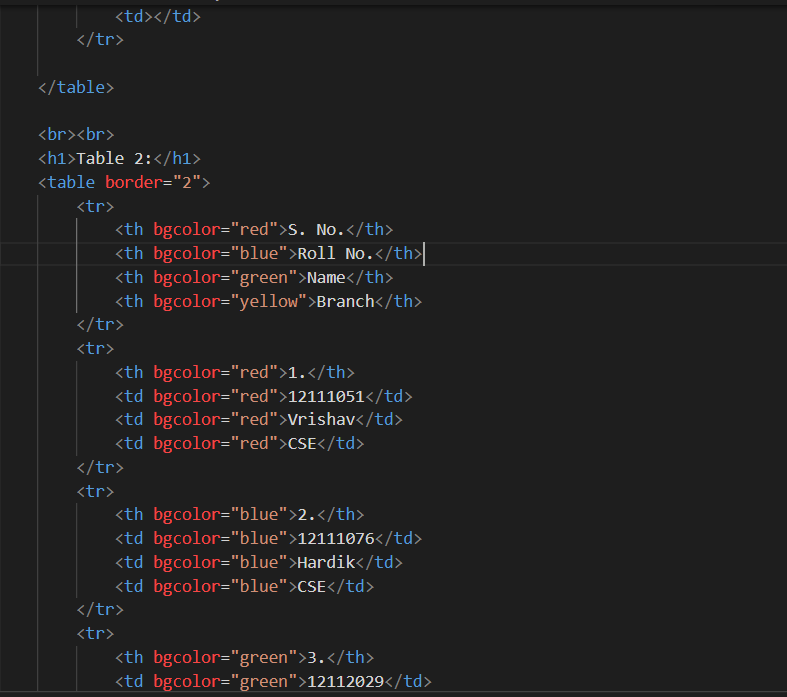 <td></td>
</tr>
</table>
<br><br>
<h1>Table 2:</h1>
<table border="2">
<tr>
<th bgcolor="red">S. No.</th>
<th bgcolor="blue">Roll No.</th>
<th bgcolor="green">Name</th>
<th bgcolor="yellow">Branch</th>
</tr>
<tr>
<th bgcolor="red">1.</th>
<td bgcolor="red">12111051</td>
<td bgcolor="red">Vrishav</td>
<td bgcolor="red">CSE</td>
</tr>
<tr>
<th bgcolor="blue">2.</th>
<td bgcolor="blue">12111076</td>
<td bgcolor="blue">Hardik</td>
<td bgcolor="blue">CSE</td>
</tr>
<tr>
<th bgcolor="green">3.</th>
<td bgcolor="green">12112029</td>